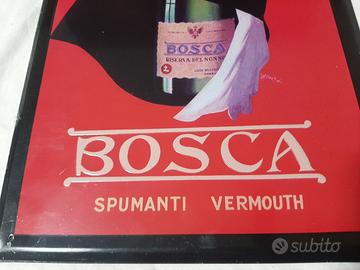 BOSCA
RISERVA DEL NONNO
BOSCA
SPUMANTI VERMOUTH
subito